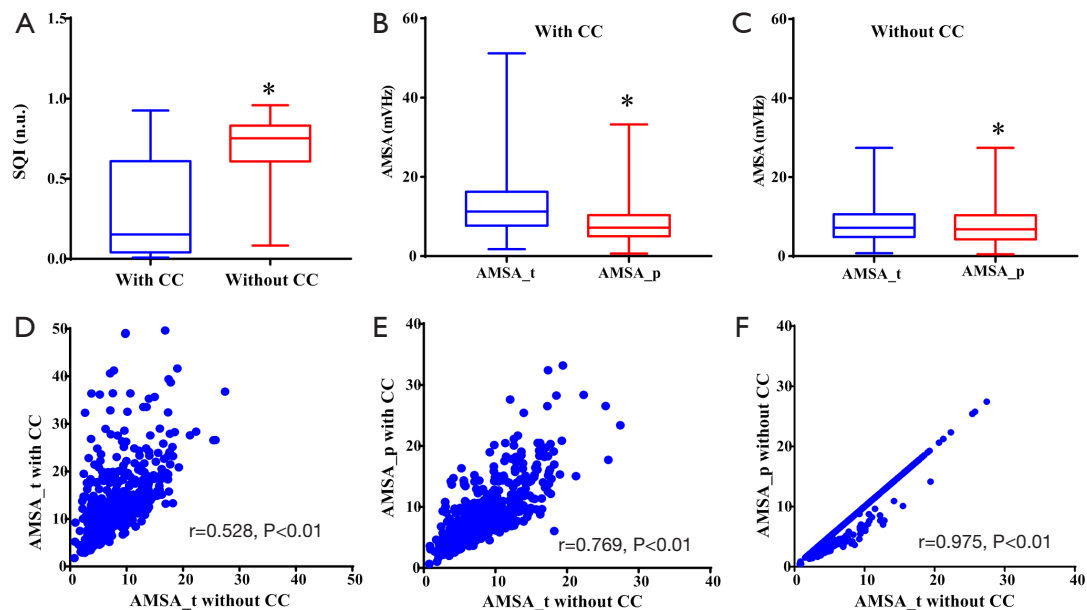 A
SQI (n.u.)
1.5
1.0
0.5
0.0
*
With CC
Without CC
B
With CC
AMSA (mVHz)
60
40
20
0
*
AMSA_t
AMSA_p
C
Without CC
AMSA (mVHz)
60
40
20
0
*
AMSA_t
AMSA_p
D
AMSA_t with CC
50
40
30
20
10
0
r=0.528, P<0.01
0 10 20 30 40 50
AMSA_t without CC
E
AMSA_p with CC
40
30
20
10
0
r=0.769, P<0.01
0 10 20 30 40
AMSA_t without CC
F
AMSA_p without CC
40
30
20
10
0
r=0.975, P<0.01
0 10 20 30 40
AMSA_t without CC